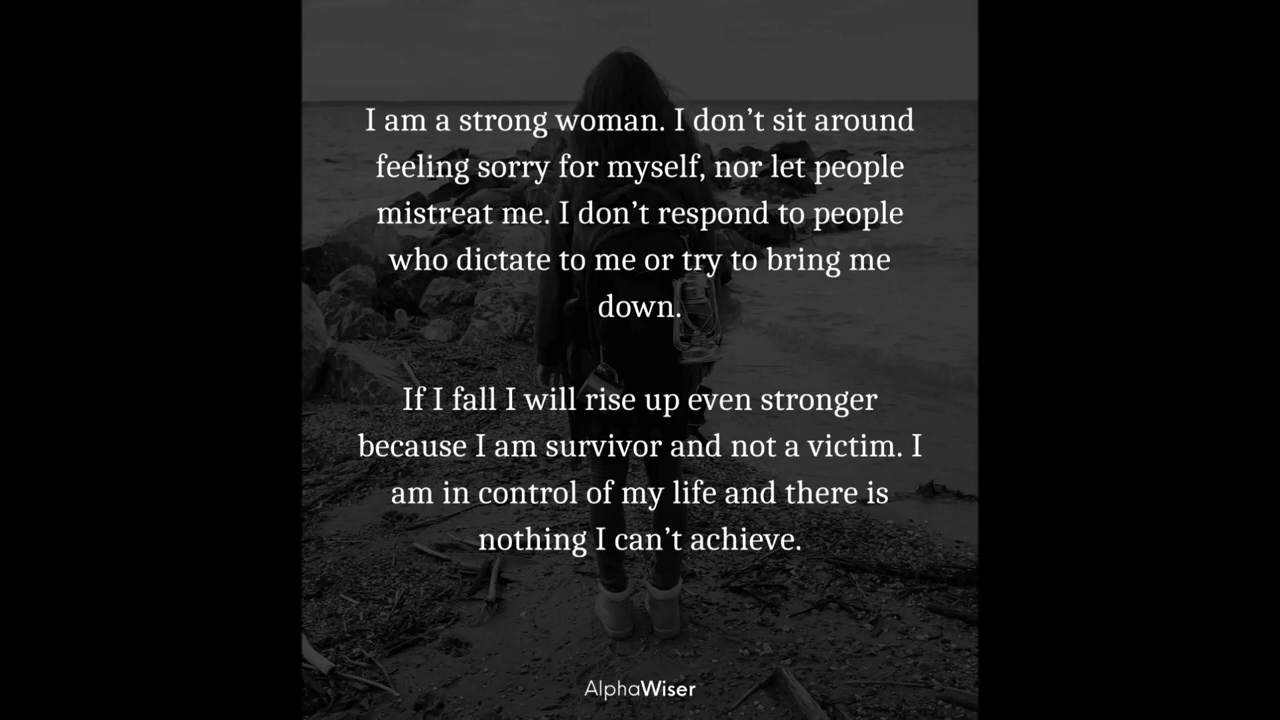 I am a strong woman. I don’t sit around
feeling sorry for myself, nor let people
mistreat me. I don’t respond to people
who dictate to me or try to bring me
down.
If I fall I will rise up even stronger
because I am survivor and not a victim. I
am in control of my life and there is
nothing I can’t achieve.
AlphaWiser